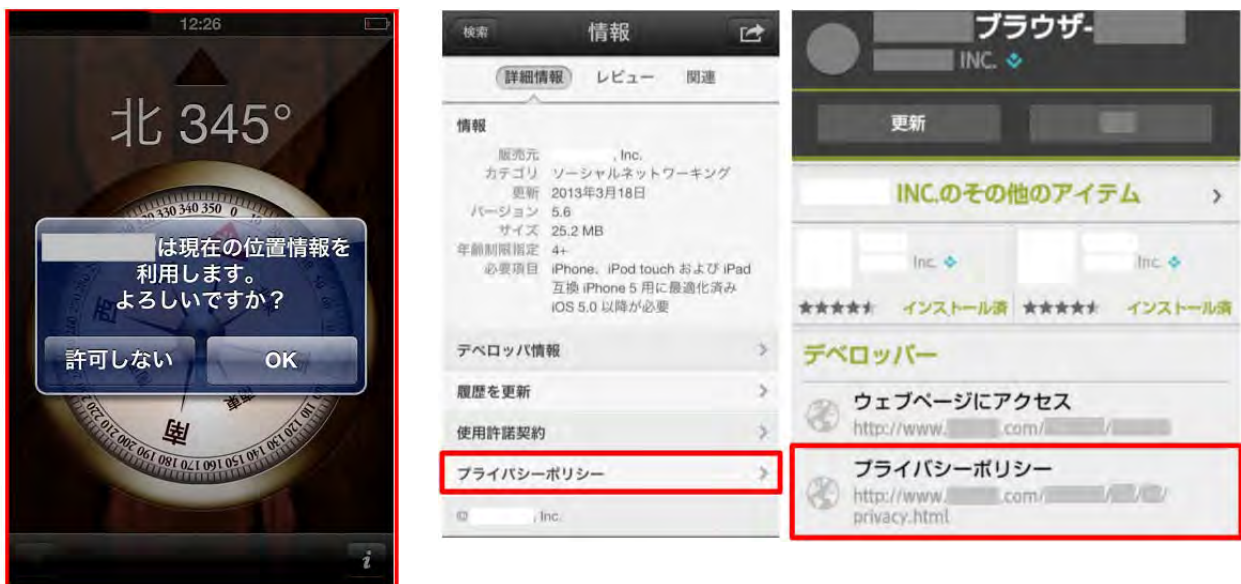 12:26
北 345°
は現在の位置情報を
利用します。
よろしいですか？
許可しない
OK
南
i
検索
情報
詳細情報
レビュー
関連
情報
販売元 , Inc.
カテゴリ ソーシャルネットワーキング
更新 2013年3月18日
バージョン 5.6
サイズ 25.2 MB
年齢制限指定 4+
必要項目 iPhone、iPod touch および iPad
互換 iPhone 5 用に最適化済み
iOS 5.0 以降が必要
デベロッパ情報
履歴を更新
使用許諾契約
プライバシーポリシー
© , Inc.
ブラウザ-
INC.
更新
INC.のその他のアイテム
Inc.
Inc.
インストール済
インストール済
デベロッパー
ウェブページにアクセス
http://www. .com/ /
プライバシーポリシー
http://www. .com/ / / /
privacy.html